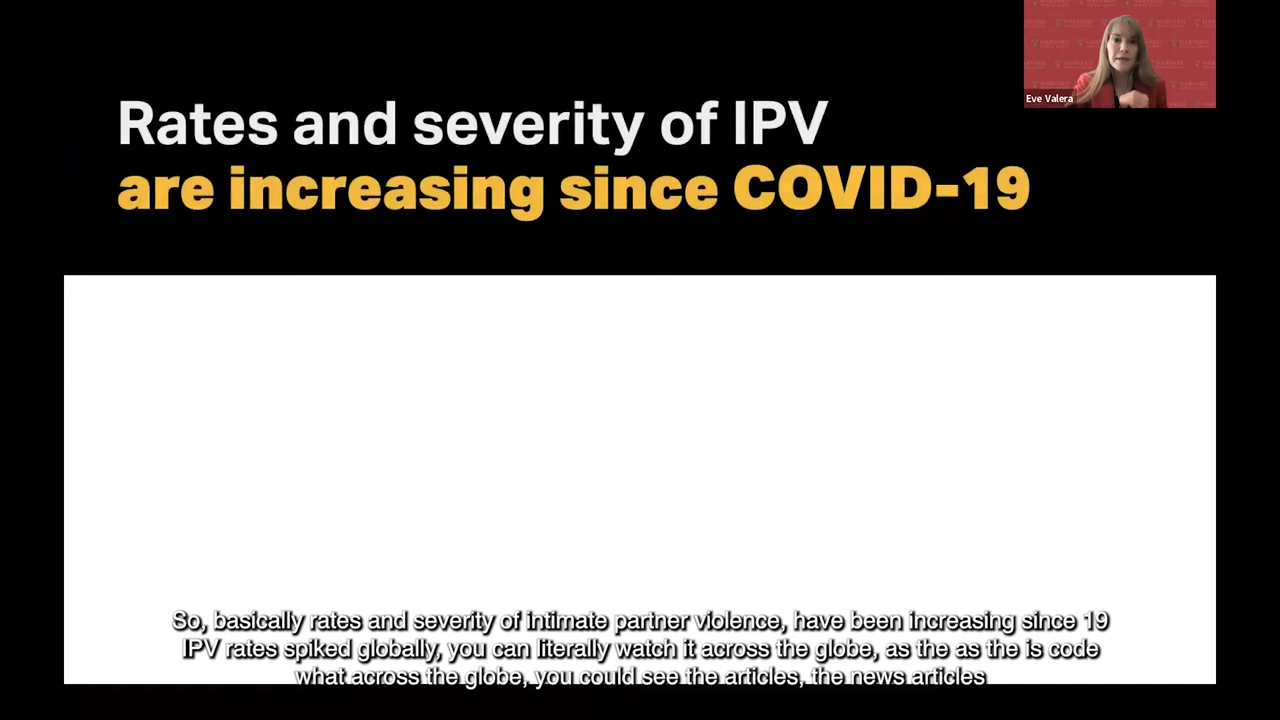 Rates and severity of IPV
are increasing since COVID-19
Eve Valera
So, basically rates and severity of intimate partner violence, have been increasing since 19
IPV rates spiked globally, you can literally watch it across the globe, as the as the is code
what across the globe, you could see the articles, the news articles